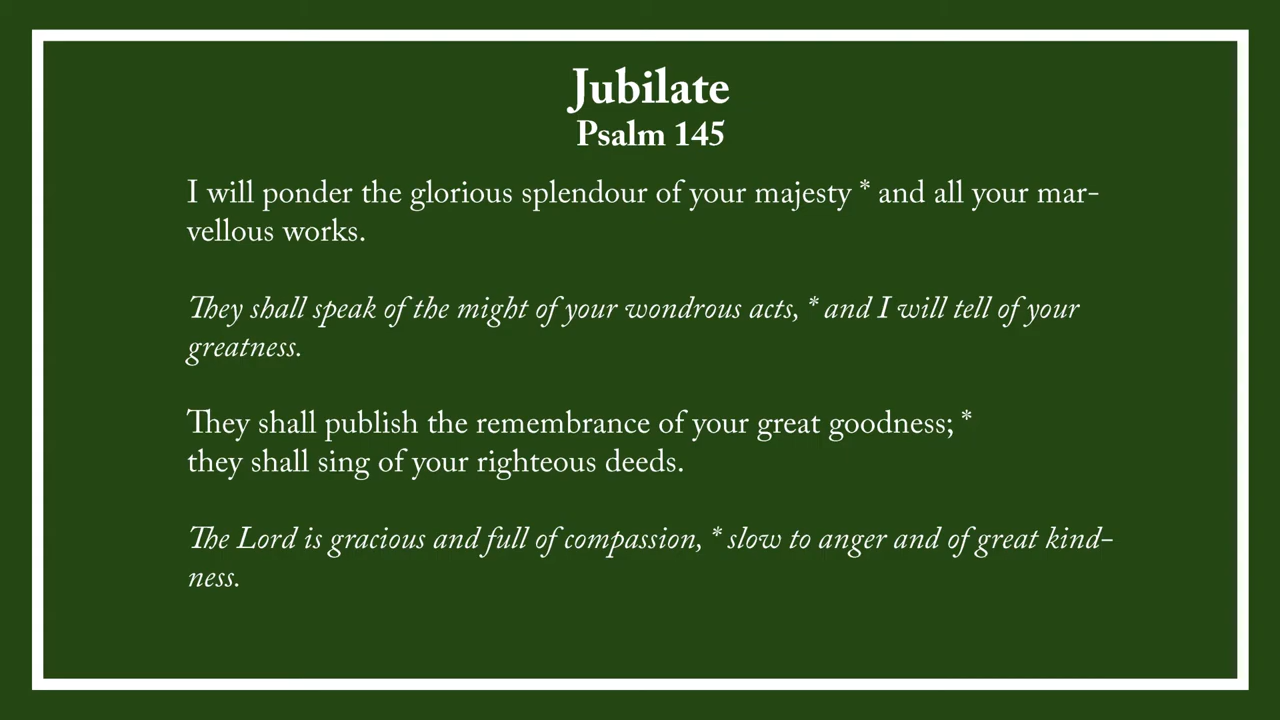 Jubilate
Psalm 145
I will ponder the glorious splendour of your majesty * and all your mar-
vellous works.
They shall speak of the might of your wondrous acts, * and I will tell of your
greatness.
They shall publish the remembrance of your great goodness; *
they shall sing of your righteous deeds.
The Lord is gracious and full of compassion, * slow to anger and of great kind-
ness.